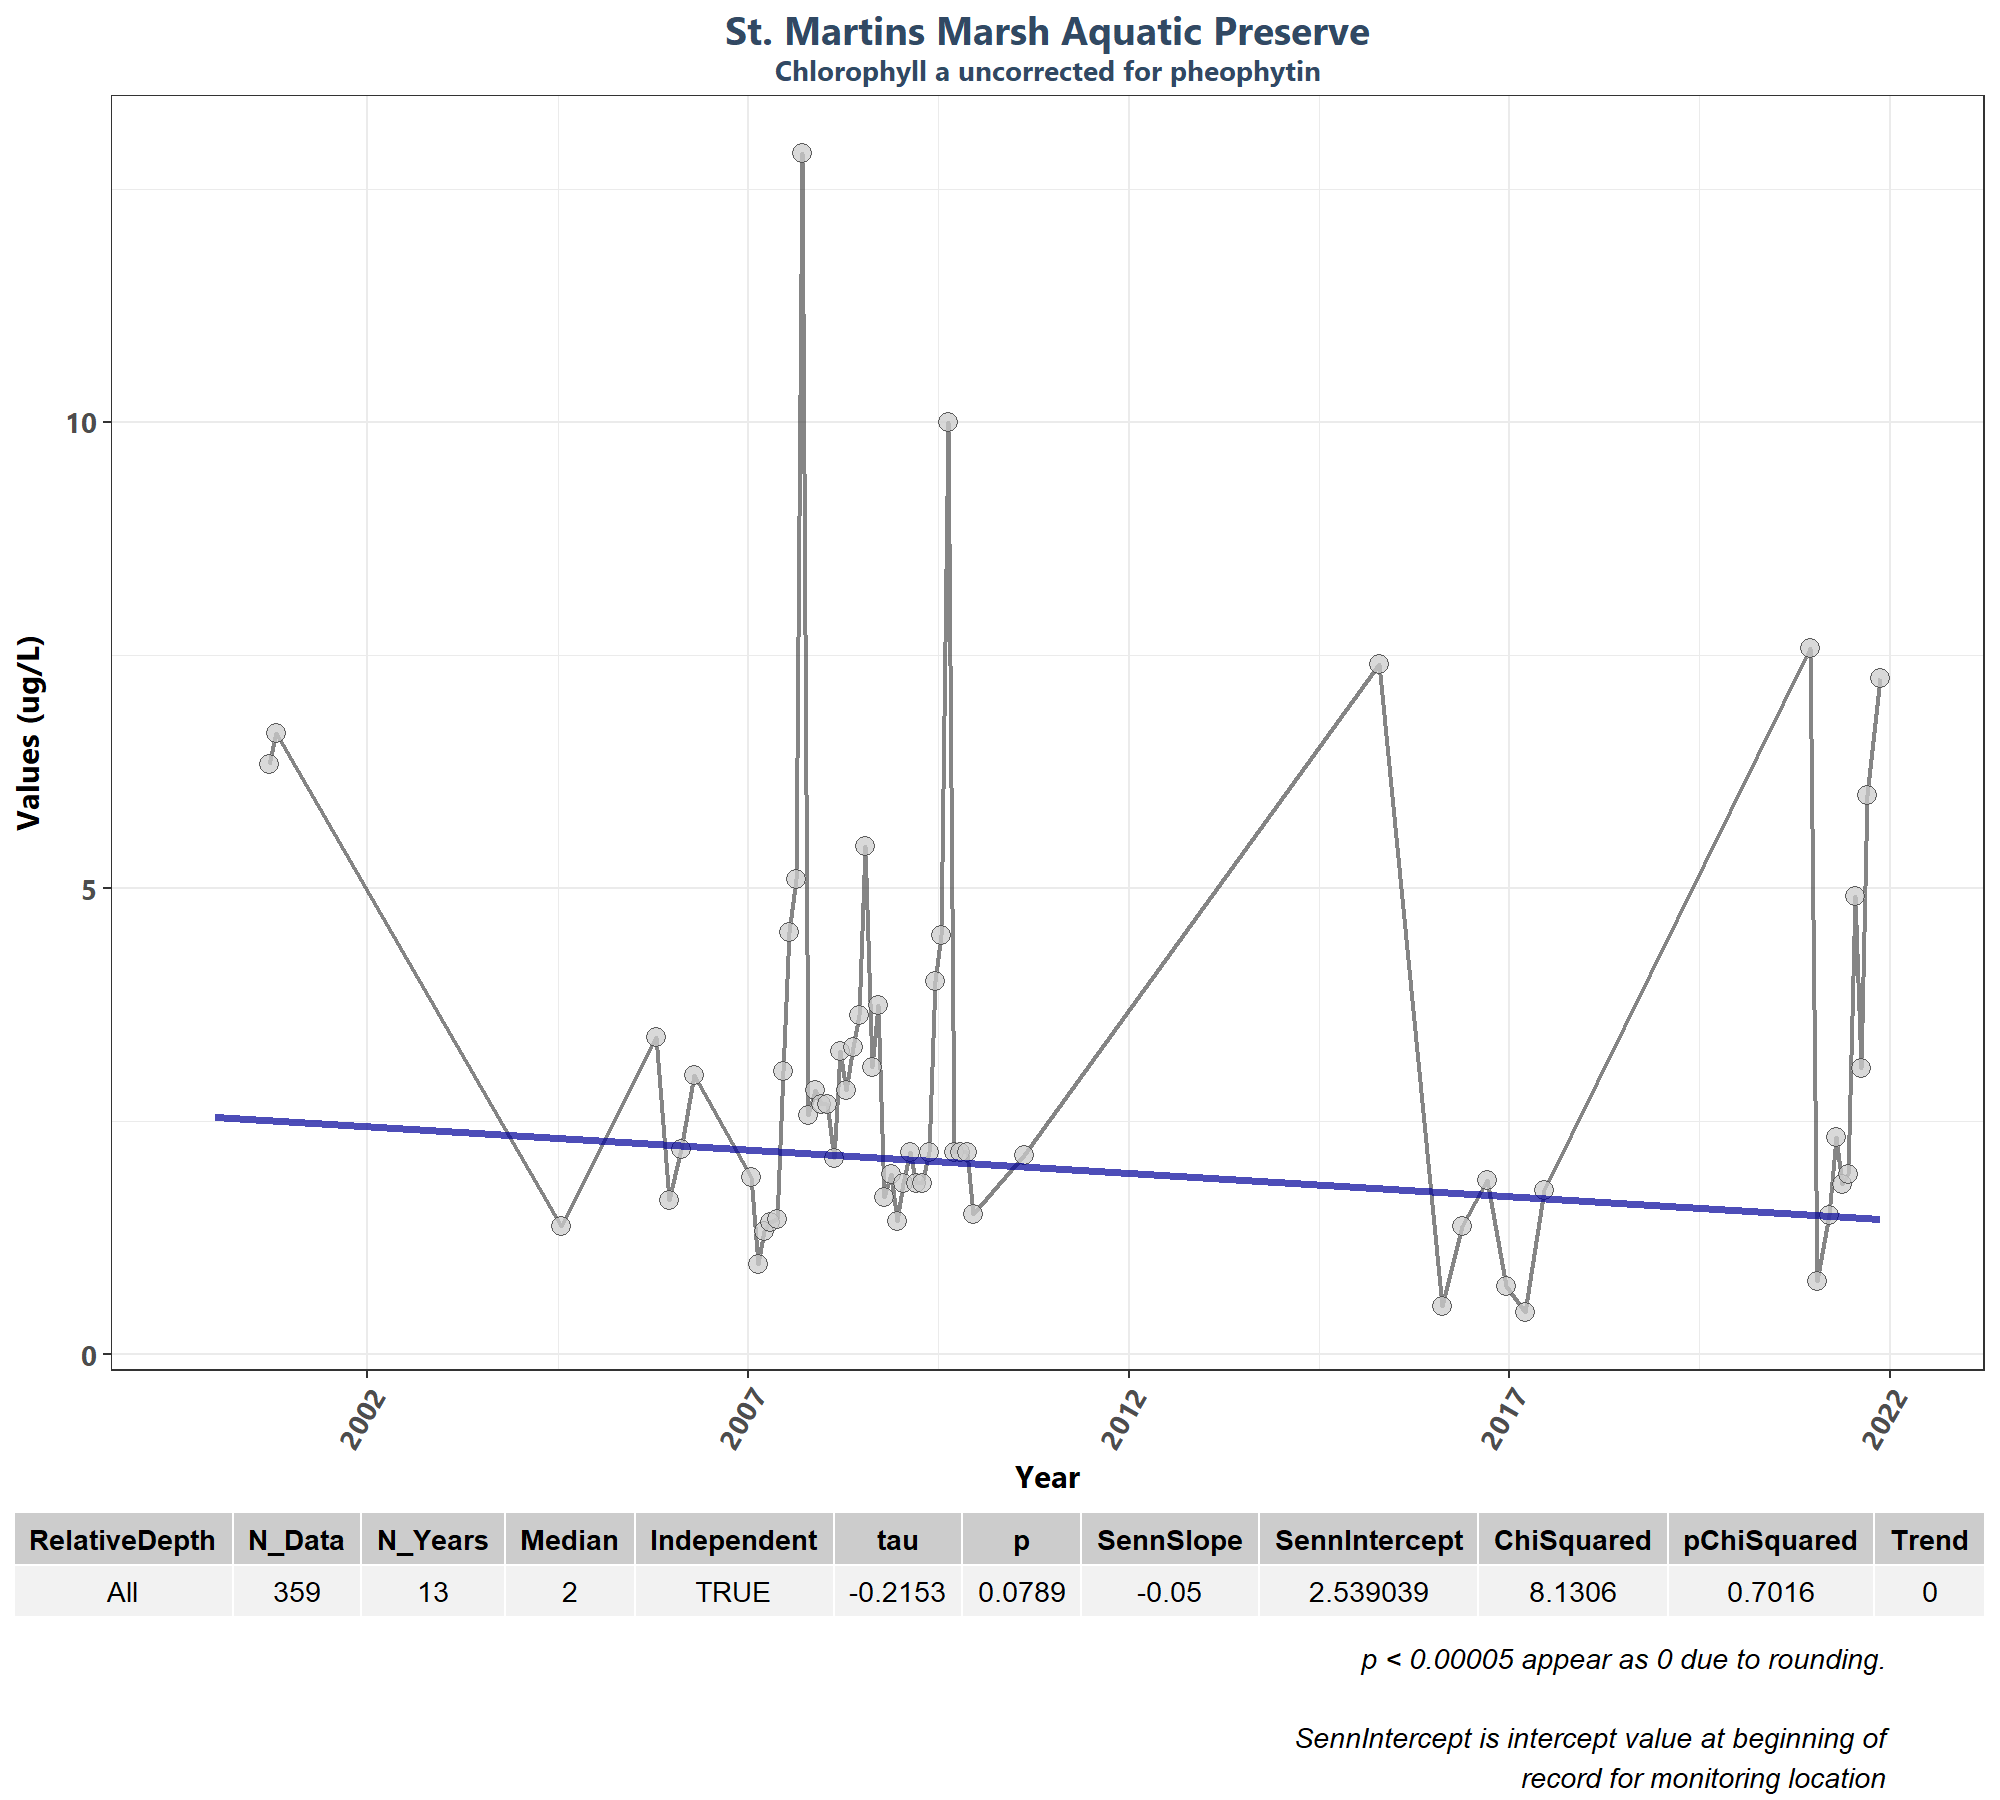 St. Martins Marsh Aquatic Preserve
Chlorophyll a uncorrected for pheophytin
Values (ug/L)
10
5
0
2002
2007
2012
2017
2022
Year
RelativeDepth N_Data N_Years Median Independent tau p SennSlope SennIntercept ChiSquared pChiSquared Trend
All 359 13 2 TRUE -0.2153 0.0789 -0.05 2.539039 8.1306 0.7016 0
p < 0.00005 appear as 0 due to rounding.
SennIntercept is intercept value at beginning of
record for monitoring location